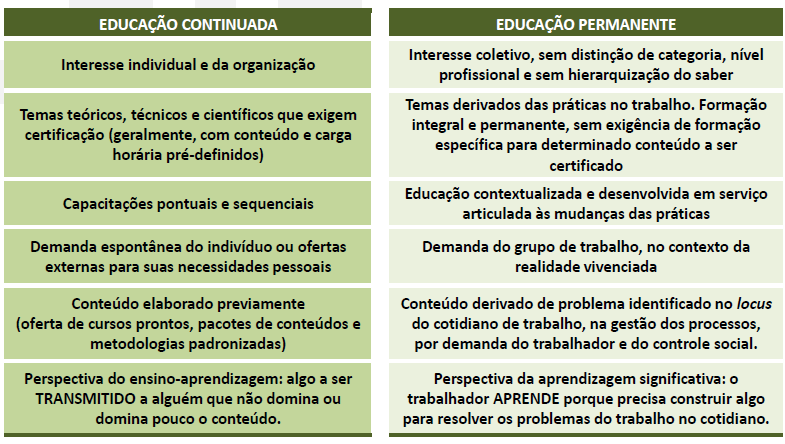 EDUCAÇÃO CONTINUADA
EDUCAÇÃO PERMANENTE
Interesse individual e da organização
Interesse coletivo, sem distinção de categoria, nível
profissional e sem hierarquização do saber
Temas teóricos, técnicos e científicos que exigem
certificação (geralmente, com conteúdo e carga
horária pré-definidos)
Temas derivados das práticas no trabalho. Formação
integral e permanente, sem exigência de formação
específica para determinado conteúdo a ser
certificado
Capacitações pontuais e sequenciais
Educação contextualizada e desenvolvida em serviço
articulada às mudanças das práticas
Demanda espontânea do indivíduo ou ofertas
externas para suas necessidades pessoais
Demanda do grupo de trabalho, no contexto da
realidade vivenciada
Conteúdo elaborado previamente
(oferta de cursos prontos, pacotes de conteúdos e
metodologias padronizadas)
Conteúdo derivado de problema identificado no locus
do cotidiano de trabalho, na gestão dos processos,
por demanda do trabalhador e do controle social.
Perspectiva do ensino-aprendizagem: algo a ser
TRANSMITIDO a alguém que não domina ou
domina pouco o conteúdo.
Perspectiva da aprendizagem significativa: o
trabalhador APRENDE porque precisa construir algo
para resolver os problemas do trabalho no cotidiano.